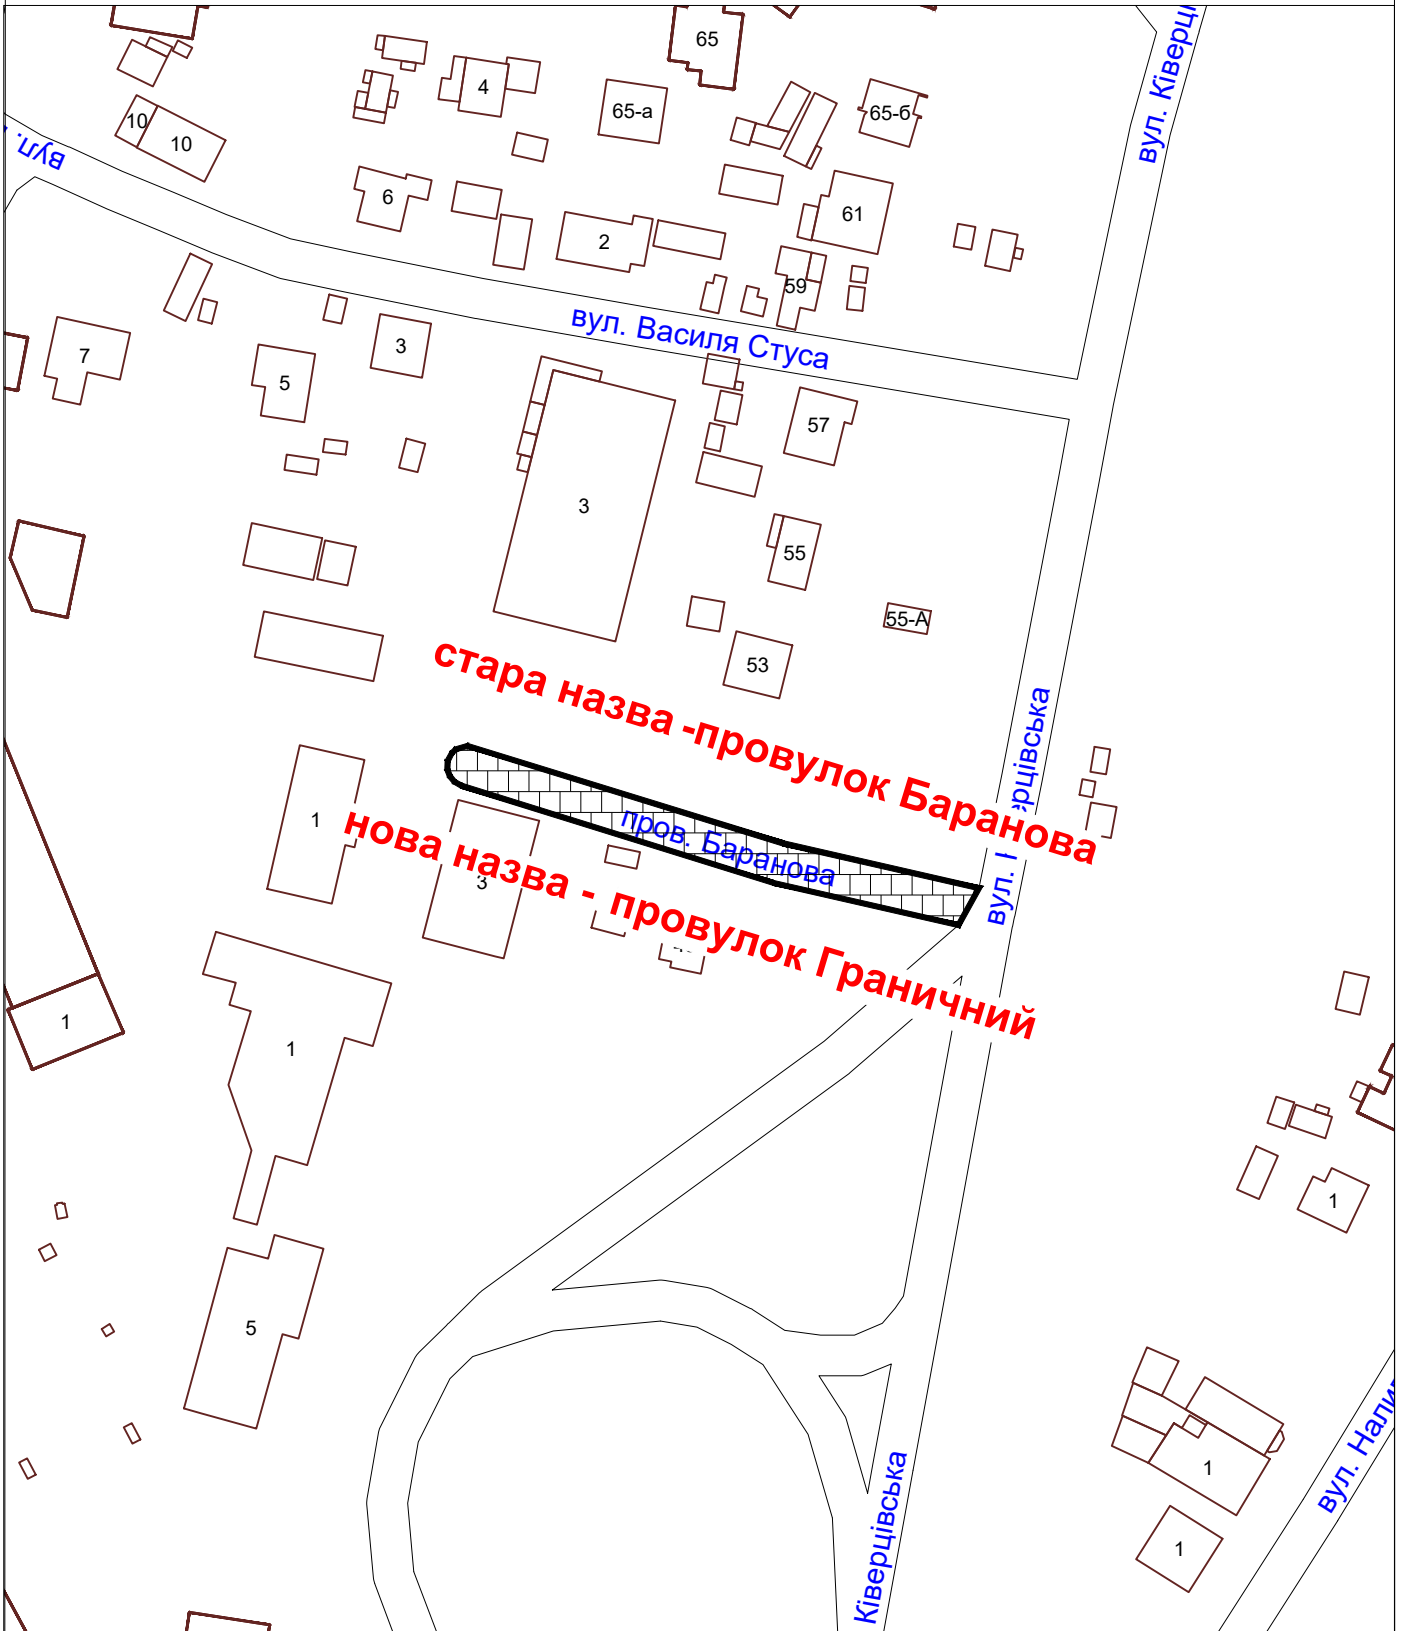 65
вул. Ківерці
4
65-а
65-б
10
10
вул.
6
61
2
59
вул. Василя Стуса
7
3
5
57
3
55
55-А
53
стара назва -провулок Баранова
вул.
рцівська
1
пров. Баранова
нова назва - провулок Граничний
3
1
1
1
5
1
1
вул. Нали
Ківерцівська